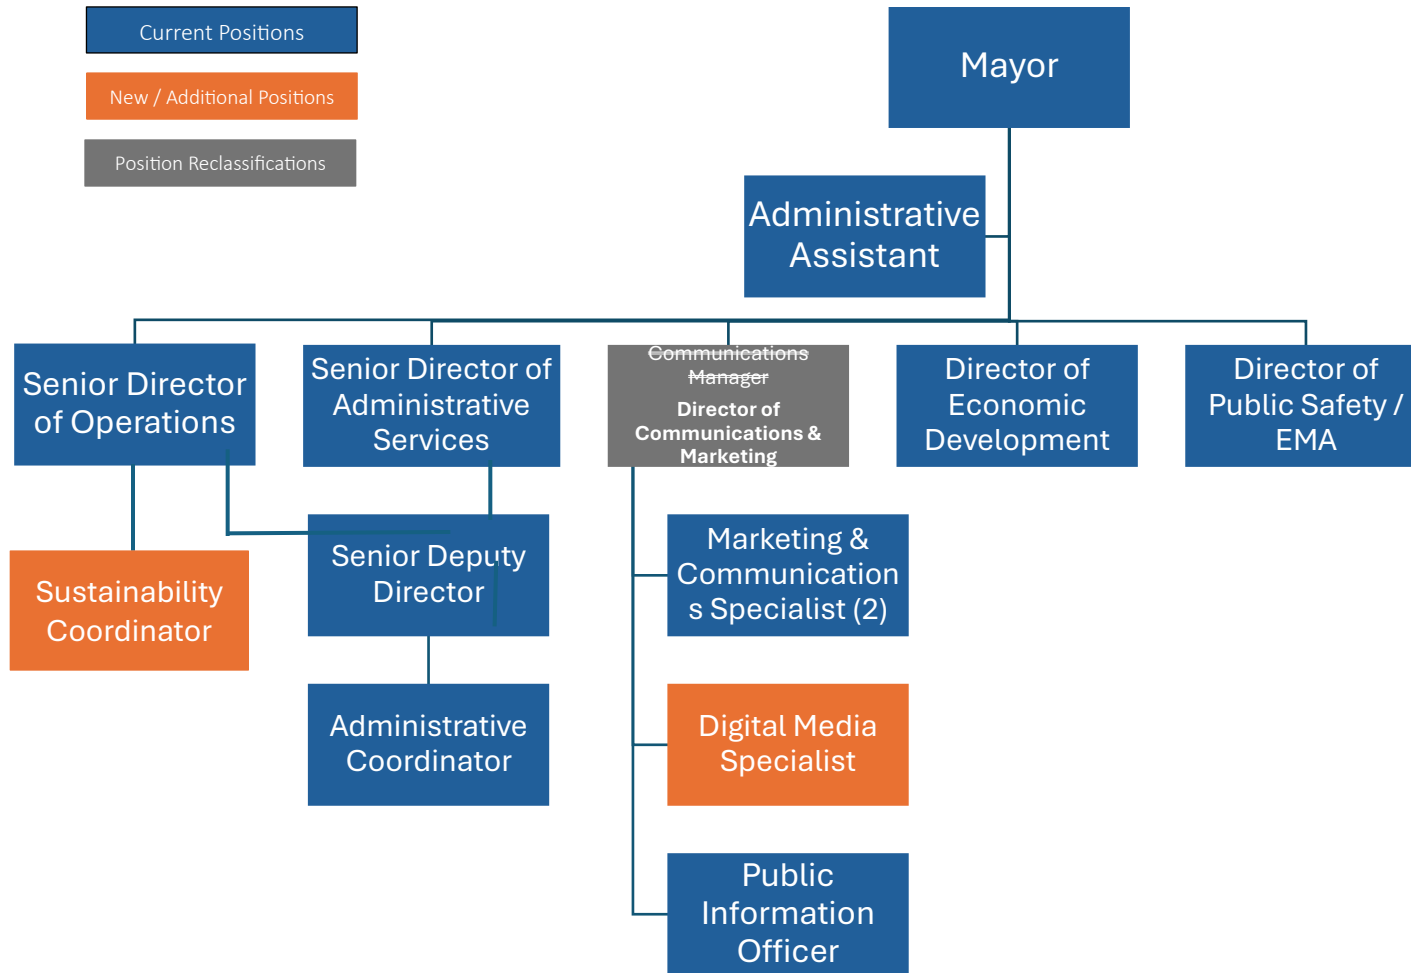 Current Positions
New / Additional Positions
Position Reclassifications
Mayor
Administrative
Assistant
Senior Director
of Operations
Senior Director of
Administrative
Services
Communications
Manager
Director of
Communications &
Marketing
Director of
Economic
Development
Director of
Public Safety /
EMA
Sustainability
Coordinator
Senior Deputy
Director
Administrative
Coordinator
Marketing &
Communication
s Specialist (2)
Digital Media
Specialist
Public
Information
Officer